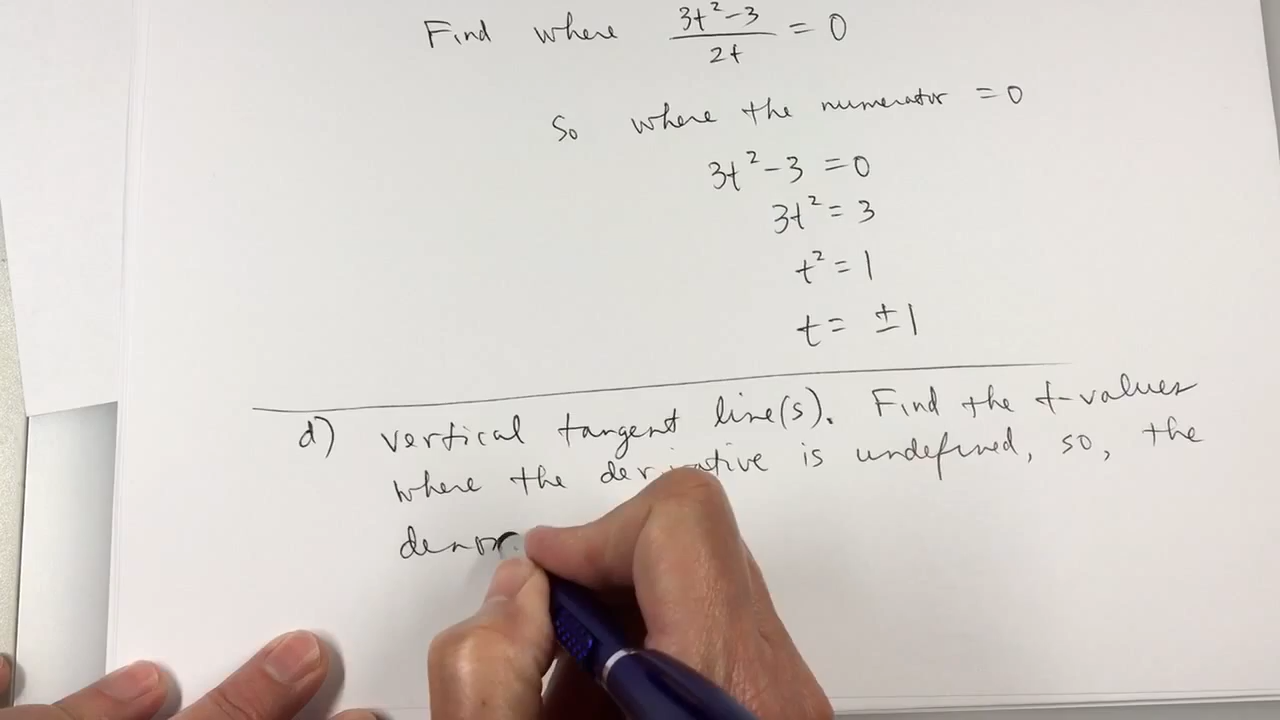 Find where (3t²-3)/(2t) = 0
So where the numerator = 0
3t² - 3 = 0
3t² = 3
t² = 1
t = ±1
d) vertical tangent line(s). Find the t-values
where the derivative is undefined, so, the